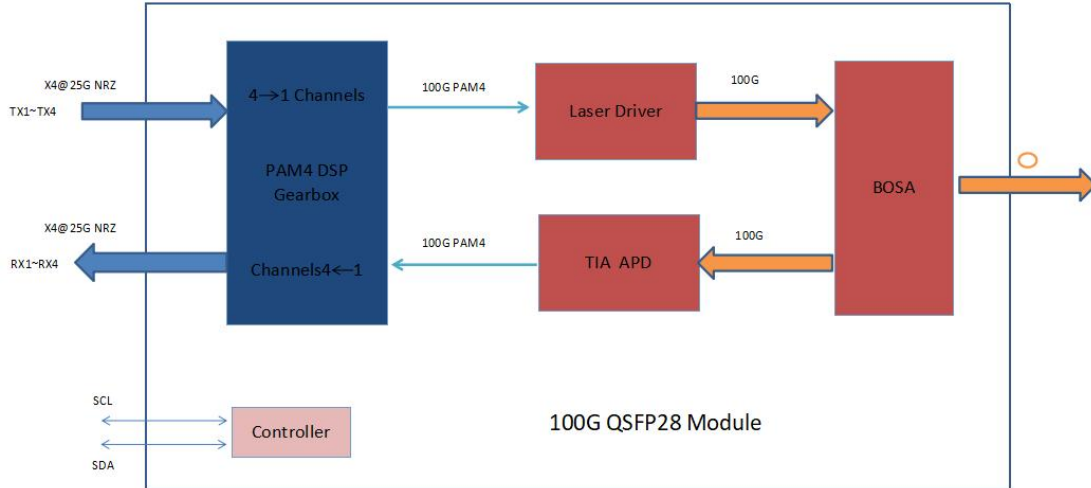 X4@25G NRZ
TX1~TX4
4→1 Channels
100G PAM4
Laser Driver
100G
PAM4 DSP
Gearbox
BOSA
X4@25G NRZ
RX1~RX4
Channels4←1
100G PAM4
TIA APD
100G
SCL
SDA
Controller
100G QSFP28 Module